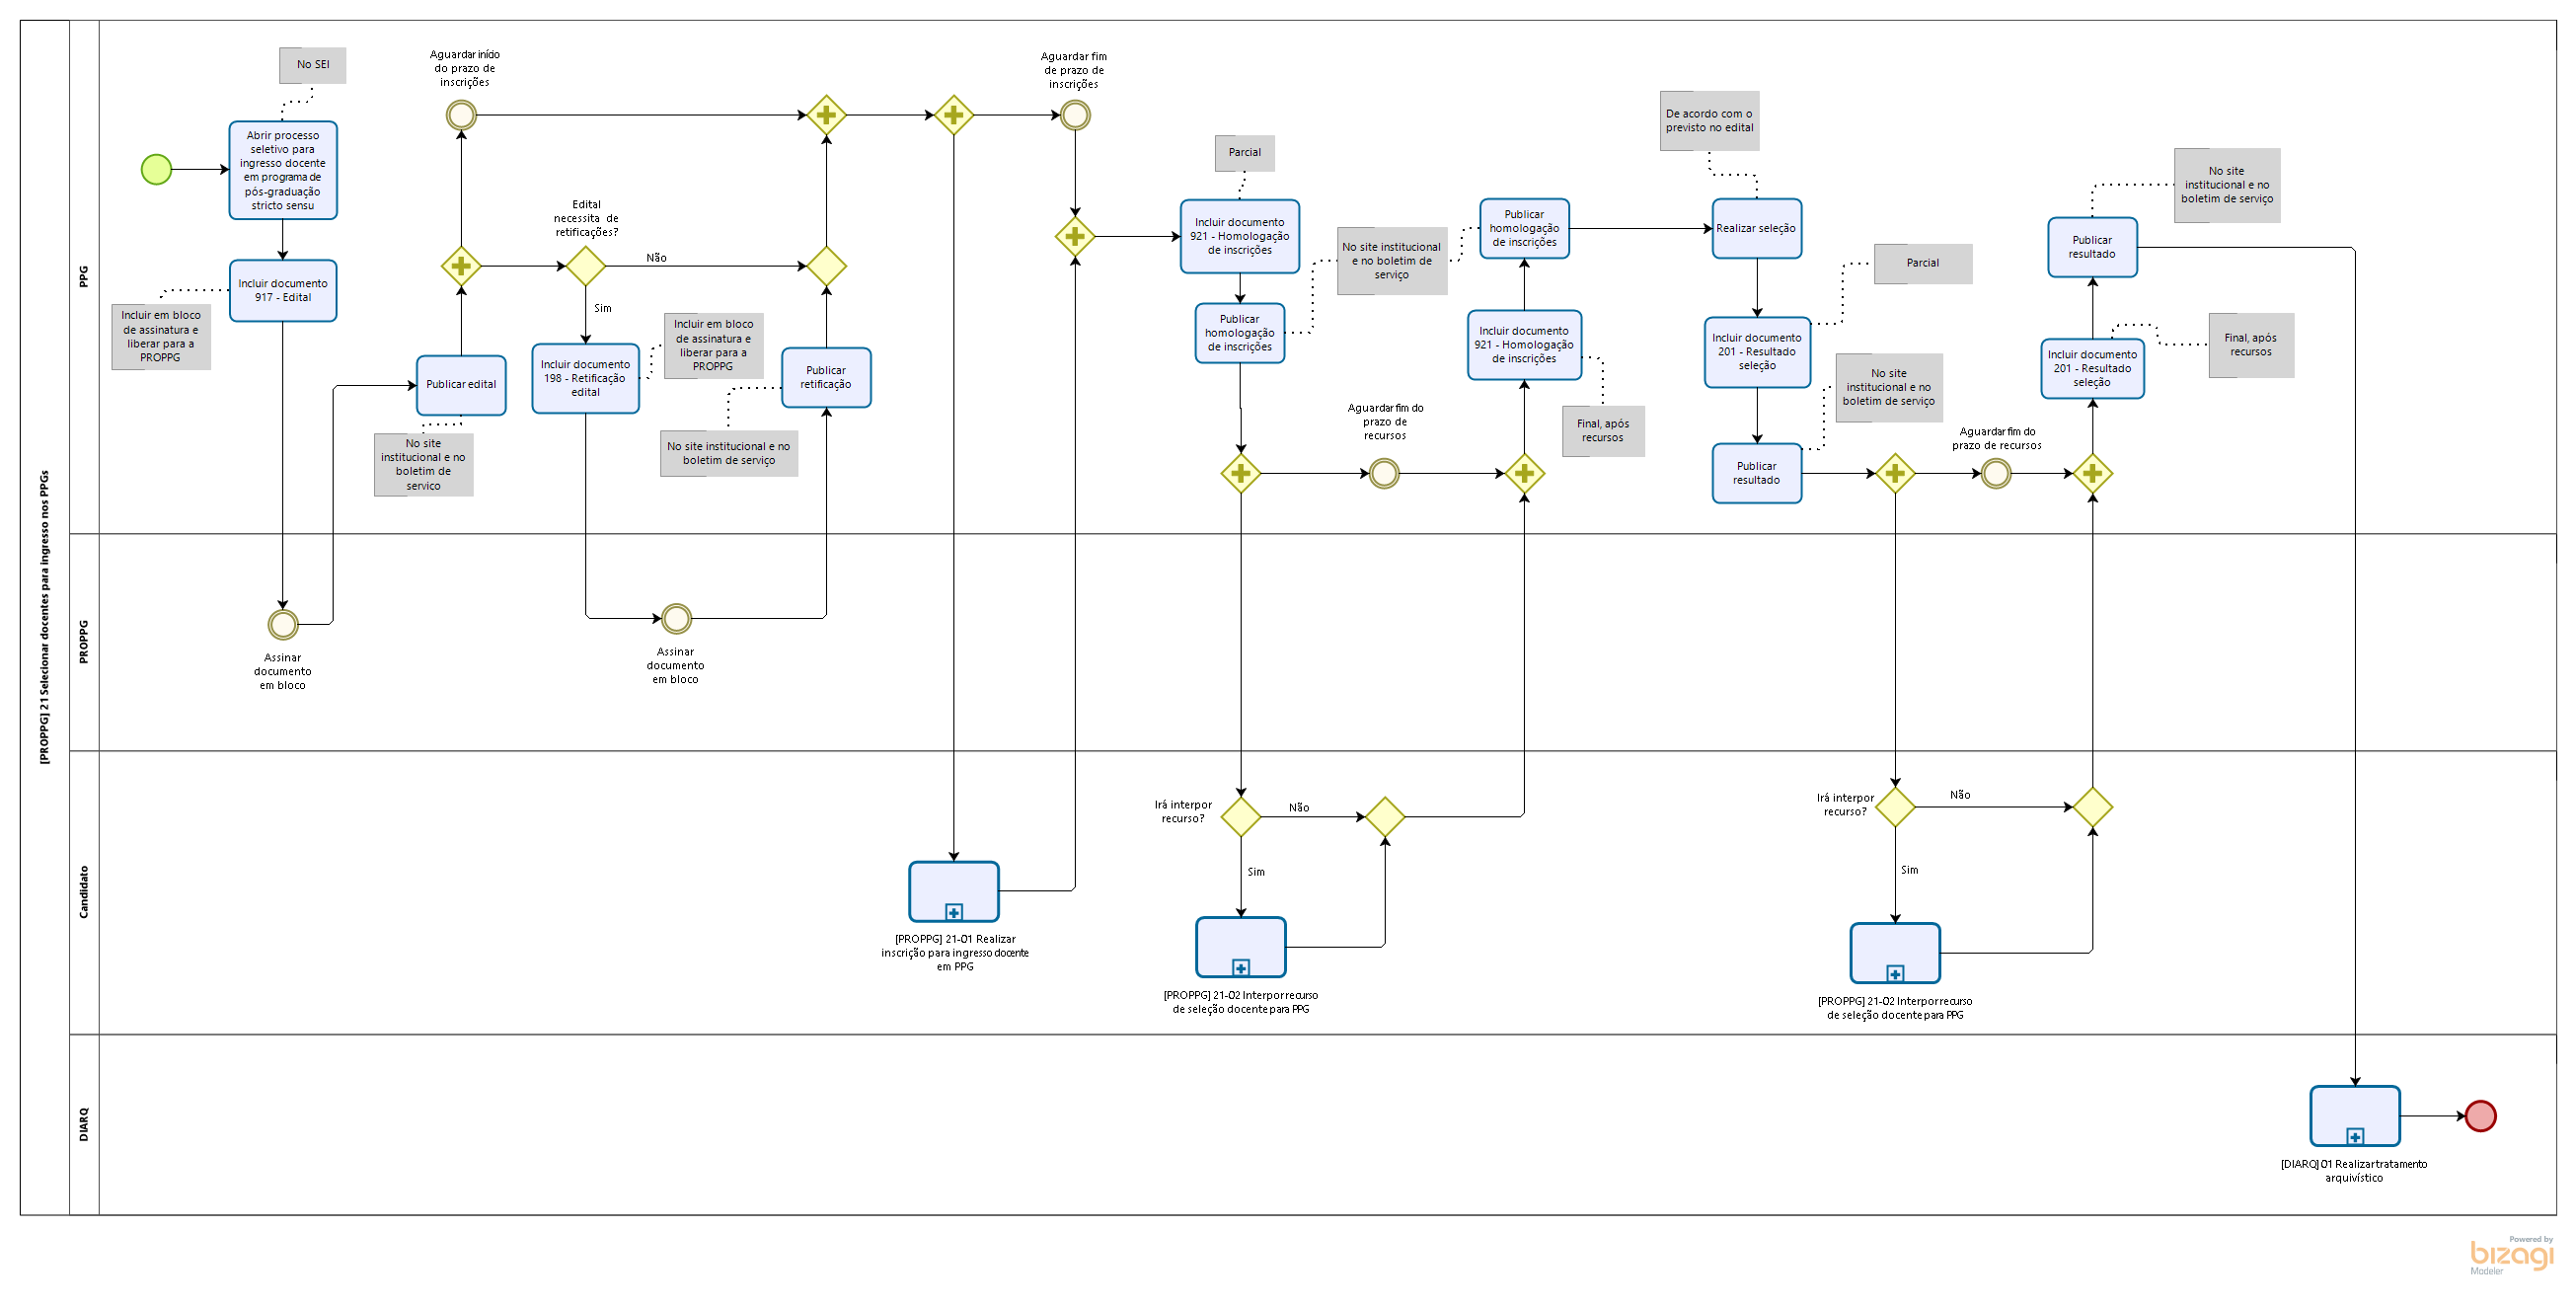 [PROPPG] 21 Selecionar docentes para ingresso nos PPGs
PPG
No SEI
Abrir processo
seletivo para
ingresso docente
em programa de
pós-graduação
stricto sensu
Incluir documento
917 - Edital
Incluir em bloco
de assinatura e
liberar para a
PROPPG
Aguardar início
do prazo de
inscrições
Publicar edital
No site
institucional e no
boletim de
servico
Edital
necessita de
retificações?
Não
Sim
Incluir documento
198 - Retificação
edital
Incluir em bloco
de assinatura e
liberar para a
PROPPG
Publicar
retificação
No site institucional e no
boletim de serviço
Aguardar fim
de prazo de
inscrições
Parcial
Incluir documento
921 - Homologação
de inscrições
Publicar
homologação
de inscrições
No site institucional
e no boletim de
serviço
Publicar
homologação
de inscrições
Incluir documento
921 - Homologação
de inscrições
Aguardar fim do
prazo de
recursos
Final, após
recursos
De acordo com o
previsto no edital
Realizar seleção
Parcial
Incluir documento
201 - Resultado
seleção
No site
institucional e no
boletim de serviço
Publicar
resultado
Aguardar fim do
prazo de recursos
No site
institucional e no
boletim de serviço
Publicar
resultado
Final, após
recursos
Incluir documento
201 - Resultado
seleção
PROPPG
Assinar
documento
em bloco
Assinar
documento
em bloco
Candidato
[PROPPG] 21-01 Realizar
inscrição para ingresso docente
em PPG
Irá interpor
recurso?
Não
Sim
[PROPPG] 21-02 Interpor recurso
de seleção docente para PPG
Irá interpor
recurso?
Não
Sim
[PROPPG] 21-02 Interpor recurso
de seleção docente para PPG
DIARQ
[DIARQ] 01 Realizar tratamento
arquivístico
Powered by
bizagi
Modeler